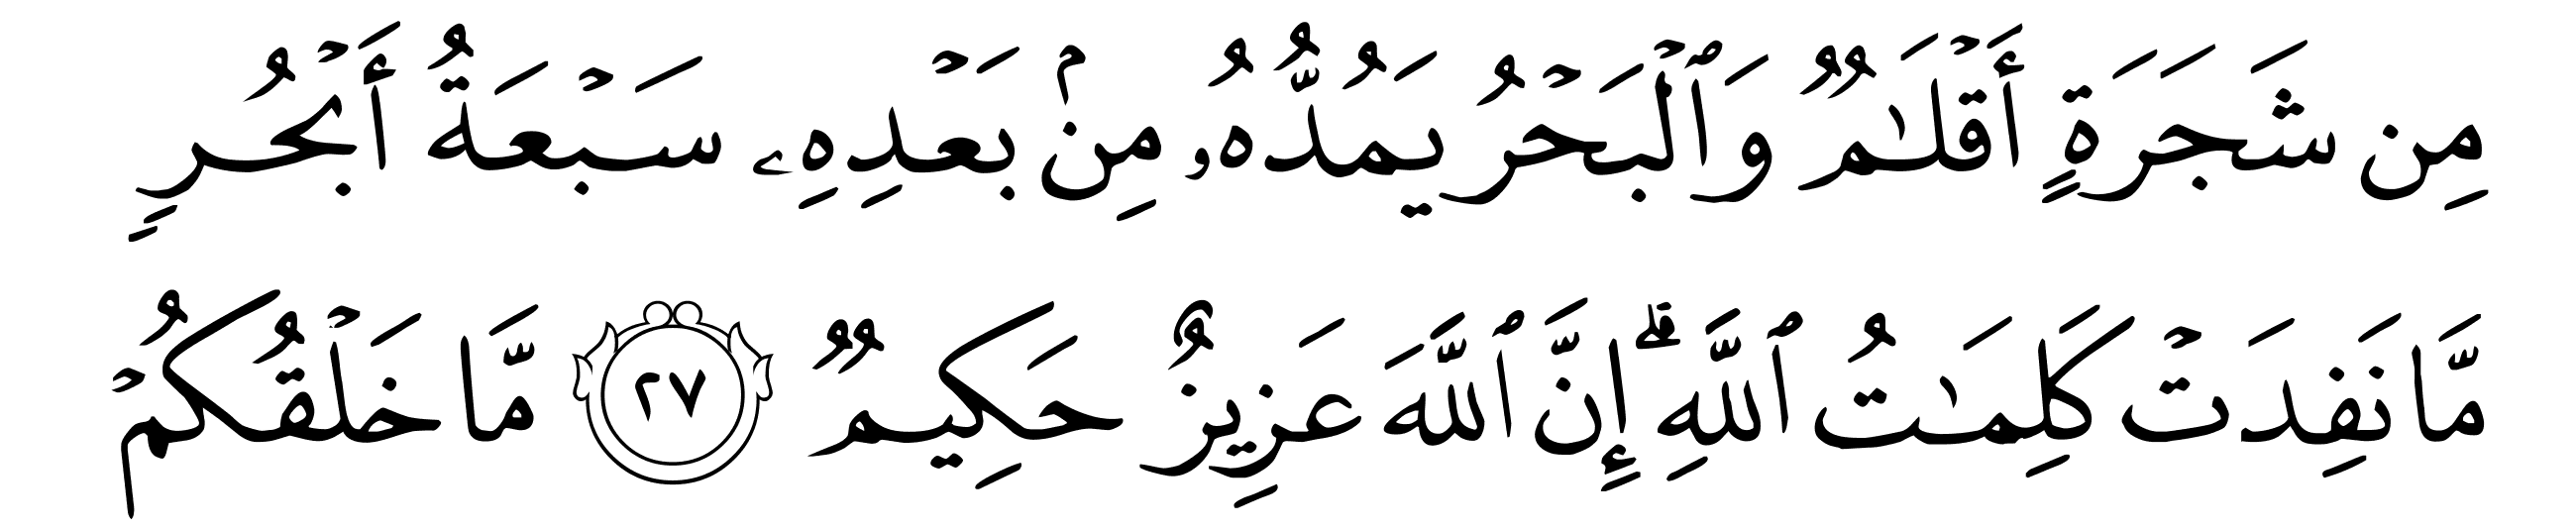 مِن شَجَرَةٍ أَقْلَـٰمٌ وَٱلْبَحْرُ يَمُدُّهُۥ مِنۢ بَعْدِهِۦ سَبْعَةُ أَبْحُرٍ
مَّا نَفِدَتْ كَلِمَـٰتُ ٱللَّهِ ۗ إِنَّ ٱللَّهَ عَزِيزٌ حَكِيمٌ ٢٧ مَّا خَلْقُكُمْ